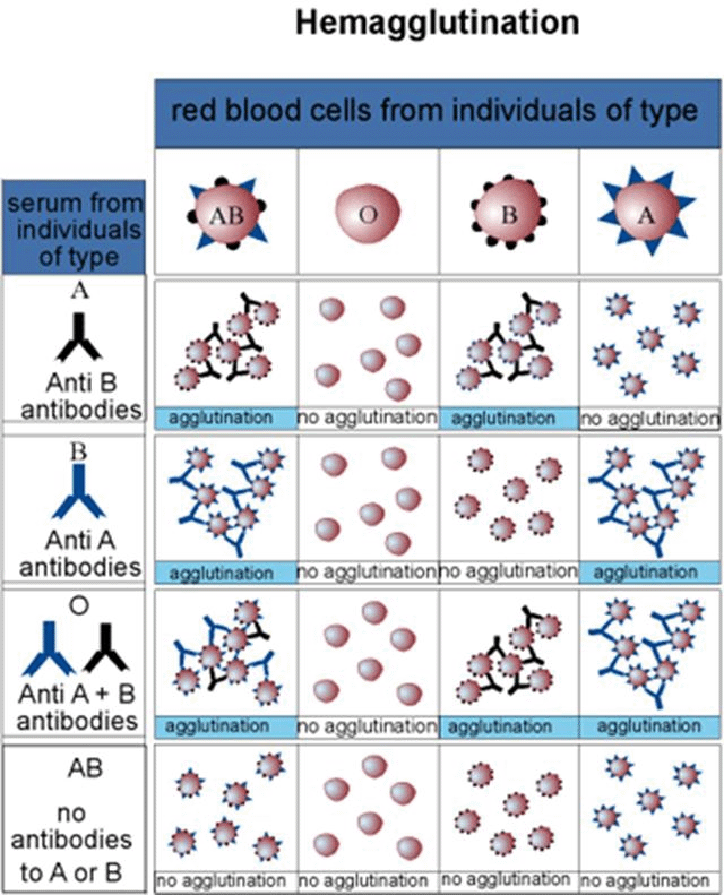 Hemagglutination
red blood cells from individuals of type
serum from
individuals
of type
AB
O
B
A
A
Anti B
antibodies
agglutination
no agglutination
agglutination
no agglutination
B
Anti A
antibodies
agglutination
no agglutination
no agglutination
agglutination
O
Anti A + B
antibodies
agglutination
no agglutination
agglutination
agglutination
AB
no
antibodies
to A or B
no agglutination
no agglutination
no agglutination
no agglutination